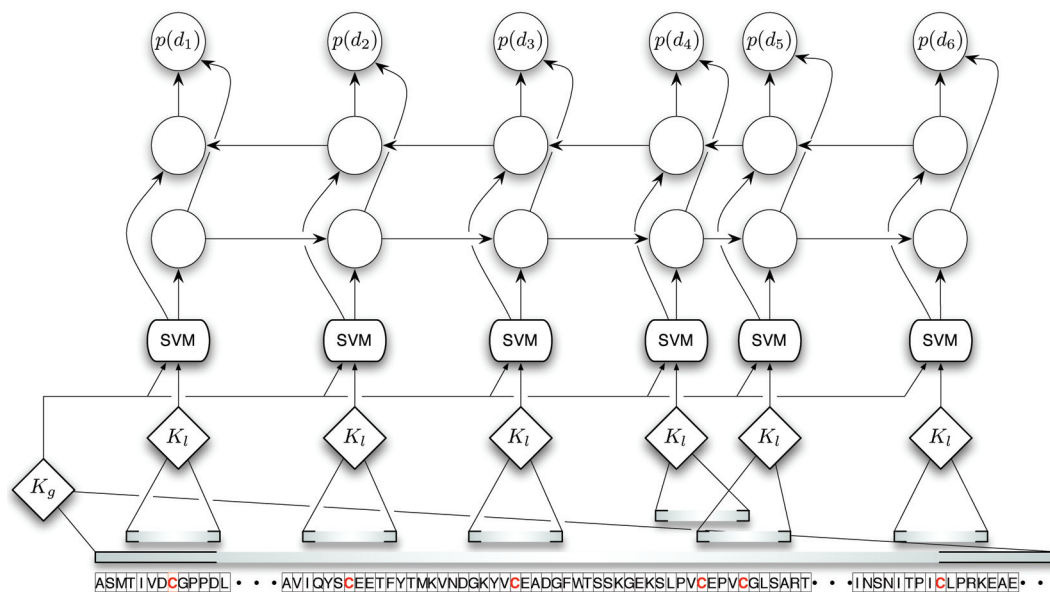 p(d₁) p(d₂) p(d₃) p(d₄) p(d₅) p(d₆)
SVM SVM SVM SVM SVM SVM
Kₗ Kₗ Kₗ Kₗ Kₗ Kₗ
K_g
ASMTIVDCGPPDL • • • AVIQYSCEETFYTMKVNDGKYVCEADGFWTSSKGEKSLPVCEPVCGLSART • • • INSNITPICLPRKEAE • •